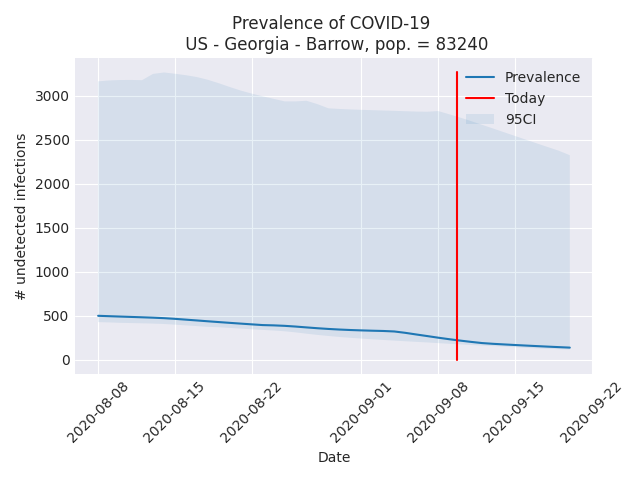 Prevalence of COVID-19
US - Georgia - Barrow, pop. = 83240
Prevalence
Today
95CI
# undetected infections
3000
2500
2000
1500
1000
500
0
2020-08-08
2020-08-15
2020-08-22
2020-09-01
2020-09-08
2020-09-15
2020-09-22
Date